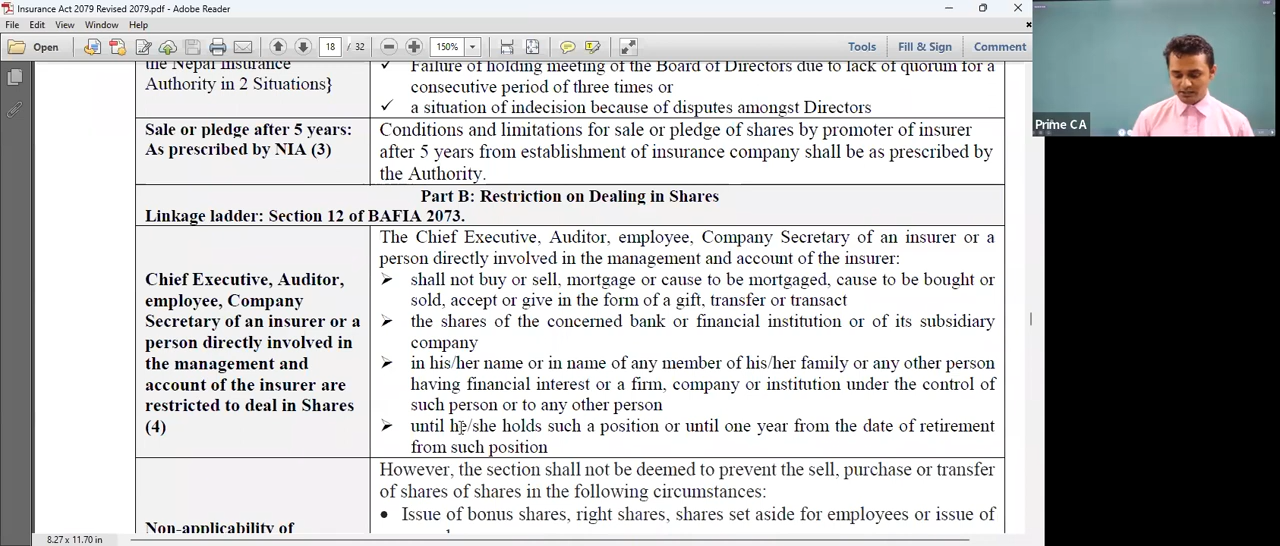 Insurance Act 2079 Revised 2079.pdf - Adobe Reader
File Edit View Window Help
Open 18 / 32 150% Tools Fill & Sign Comment
the Nepal Insurance
Authority in 2 Situations}
✓ Failure of holding meeting of the Board of Directors due to lack of quorum for a
consecutive period of three times or
✓ a situation of indecision because of disputes amongst Directors
Sale or pledge after 5 years:
As prescribed by NIA (3)
Conditions and limitations for sale or pledge of shares by promoter of insurer
after 5 years from establishment of insurance company shall be as prescribed by
the Authority.
Part B: Restriction on Dealing in Shares
Linkage ladder: Section 12 of BAFIA 2073.
Chief Executive, Auditor,
employee, Company
Secretary of an insurer or a
person directly involved in
the management and
account of the insurer are
restricted to deal in Shares
(4)
The Chief Executive, Auditor, employee, Company Secretary of an insurer or a
person directly involved in the management and account of the insurer:
➢ shall not buy or sell, mortgage or cause to be mortgaged, cause to be bought or
sold, accept or give in the form of a gift, transfer or transact
➢ the shares of the concerned bank or financial institution or of its subsidiary
company
➢ in his/her name or in name of any member of his/her family or any other person
having financial interest or a firm, company or institution under the control of
such person or to any other person
➢ until he/she holds such a position or until one year from the date of retirement
from such position
Non-applicability of
However, the section shall not be deemed to prevent the sell, purchase or transfer
of shares of shares in the following circumstances:
• Issue of bonus shares, right shares, shares set aside for employees or issue of
8.27 x 11.70 in
Prime CA